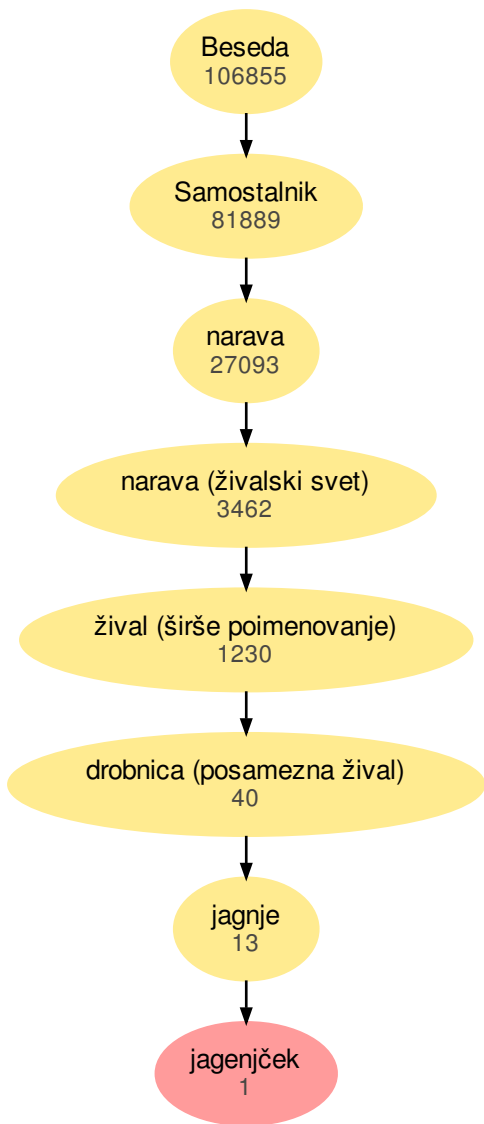 Beseda
106855
Samostalnik
81889
narava
27093
narava (živalski svet)
3462
žival (širše poimenovanje)
1230
drobnica (posamezna žival)
40
jagnje
13
jagenjček
1